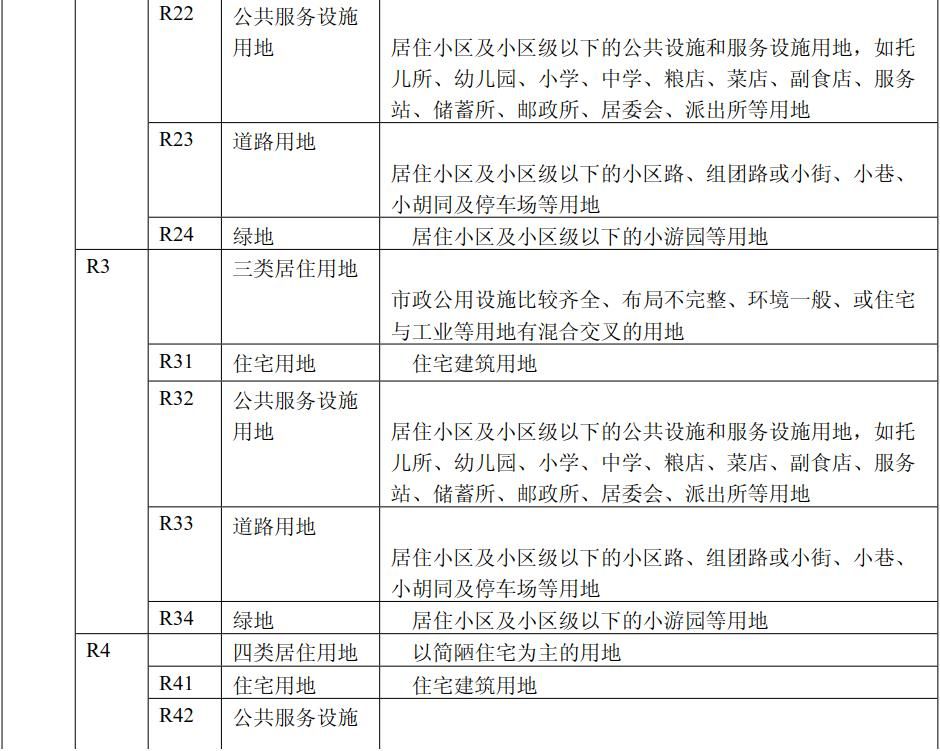 R22 公共服务设施
用地
居住小区及小区级以下的公共设施和服务设施用地，如托
儿所、幼儿园、小学、中学、粮店、菜店、副食店、服务
站、储蓄所、邮政所、居委会、派出所等用地
R23 道路用地
居住小区及小区级以下的小区路、组团路或小街、小巷、
小胡同及停车场等用地
R24 绿地 居住小区及小区级以下的小游园等用地
R3 三类居住用地
市政公用设施比较齐全、布局不完整、环境一般、或住宅
与工业等用地有混合交叉的用地
R31 住宅用地 住宅建筑用地
R32 公共服务设施
用地
居住小区及小区级以下的公共设施和服务设施用地，如托
儿所、幼儿园、小学、中学、粮店、菜店、副食店、服务
站、储蓄所、邮政所、居委会、派出所等用地
R33 道路用地
居住小区及小区级以下的小区路、组团路或小街、小巷、
小胡同及停车场等用地
R34 绿地 居住小区及小区级以下的小游园等用地
R4 四类居住用地 以简陋住宅为主的用地
R41 住宅用地 住宅建筑用地
R42 公共服务设施